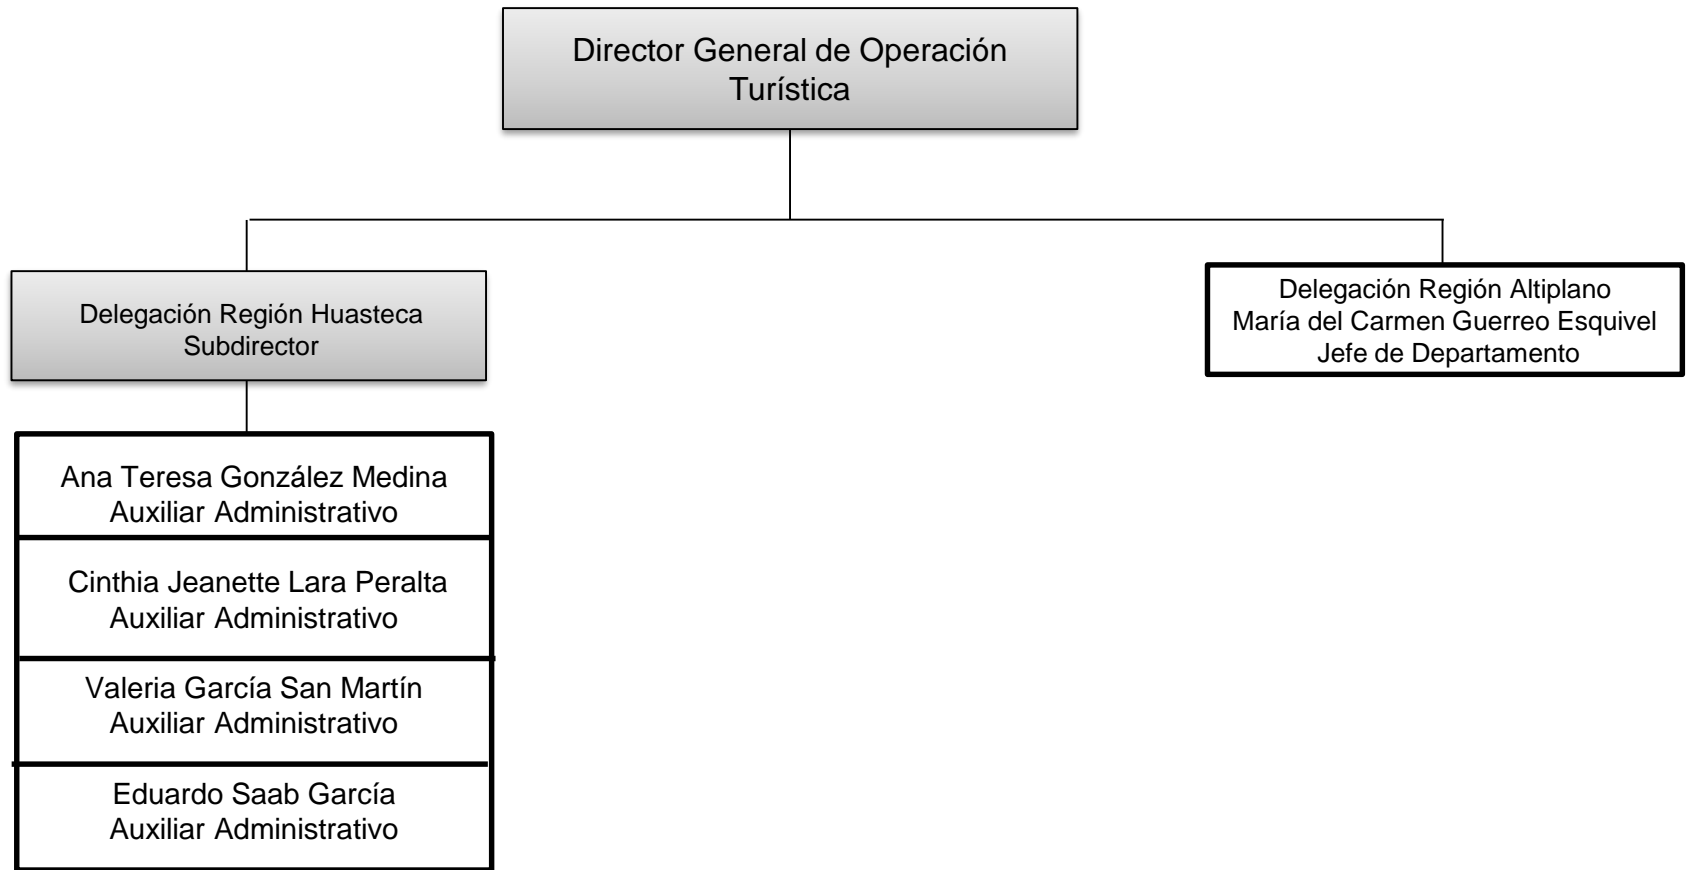 Director General de Operación
Turística
Delegación Región Huasteca
Subdirector
Delegación Región Altiplano
María del Carmen Guerreo Esquivel
Jefe de Departamento
Ana Teresa González Medina
Auxiliar Administrativo
Cinthia Jeanette Lara Peralta
Auxiliar Administrativo
Valeria García San Martín
Auxiliar Administrativo
Eduardo Saab García
Auxiliar Administrativo